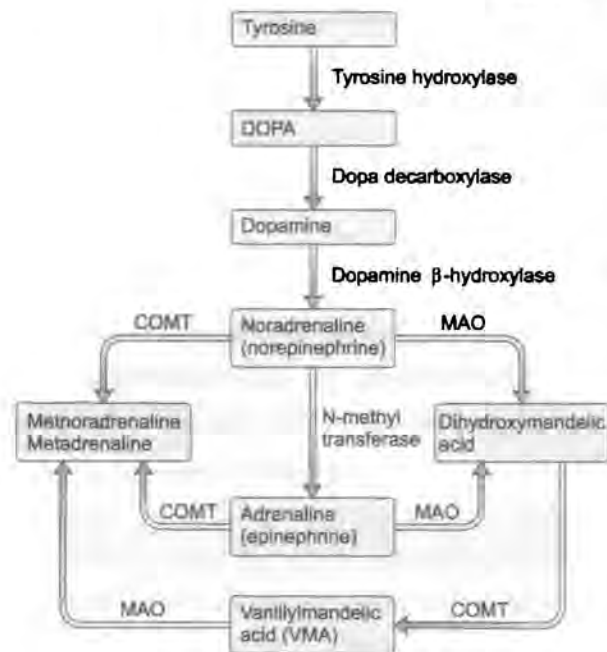 Tyrosine
Tyrosine hydroxylase
DOPA
Dopa decarboxylase
Dopamine
Dopamine β-hydroxylase
COMT
Noradrenaline
(norepinephrine)
MAO
Metnoradrenaline
Metadrenaline
N-methyl
transferase
Dihydroxymandelic
acid
COMT
Adrenaline
(epinephrine)
MAO
MAO
Vanillylmandelic
acid (VMA)
COMT